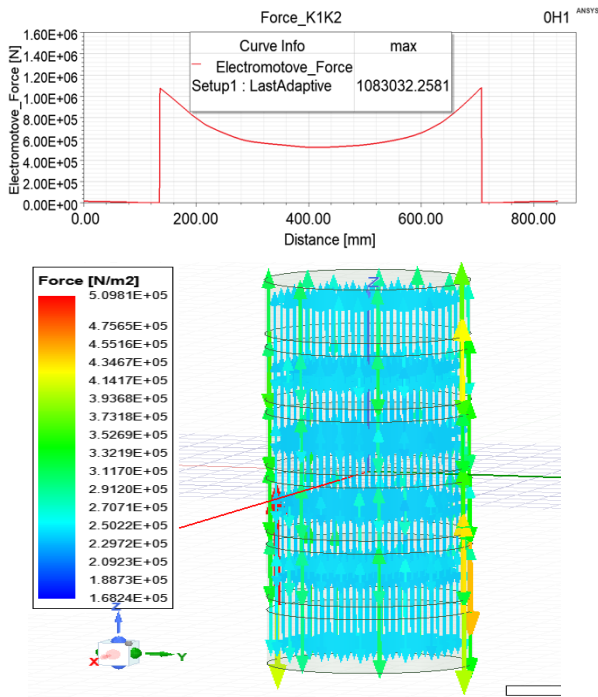 Force_K1K2
0H1
ANSYS
Electromotove_Force [N]
1.60E+06
1.40E+06
1.20E+06
1.00E+06
8.00E+05
6.00E+05
4.00E+05
2.00E+05
0.00E+00
Curve Info max
Electromotove_Force
Setup1 : LastAdaptive 1083032.2581
0.00 200.00 400.00 600.00 800.00
Distance [mm]
Force [N/m2]
5.0981E+05
4.7565E+05
4.5516E+05
4.3467E+05
4.1417E+05
3.9368E+05
3.7318E+05
3.5269E+05
3.3219E+05
3.1170E+05
2.9120E+05
2.7071E+05
2.5022E+05
2.2972E+05
2.0923E+05
1.8873E+05
1.6824E+05
Z
Z
X
Y